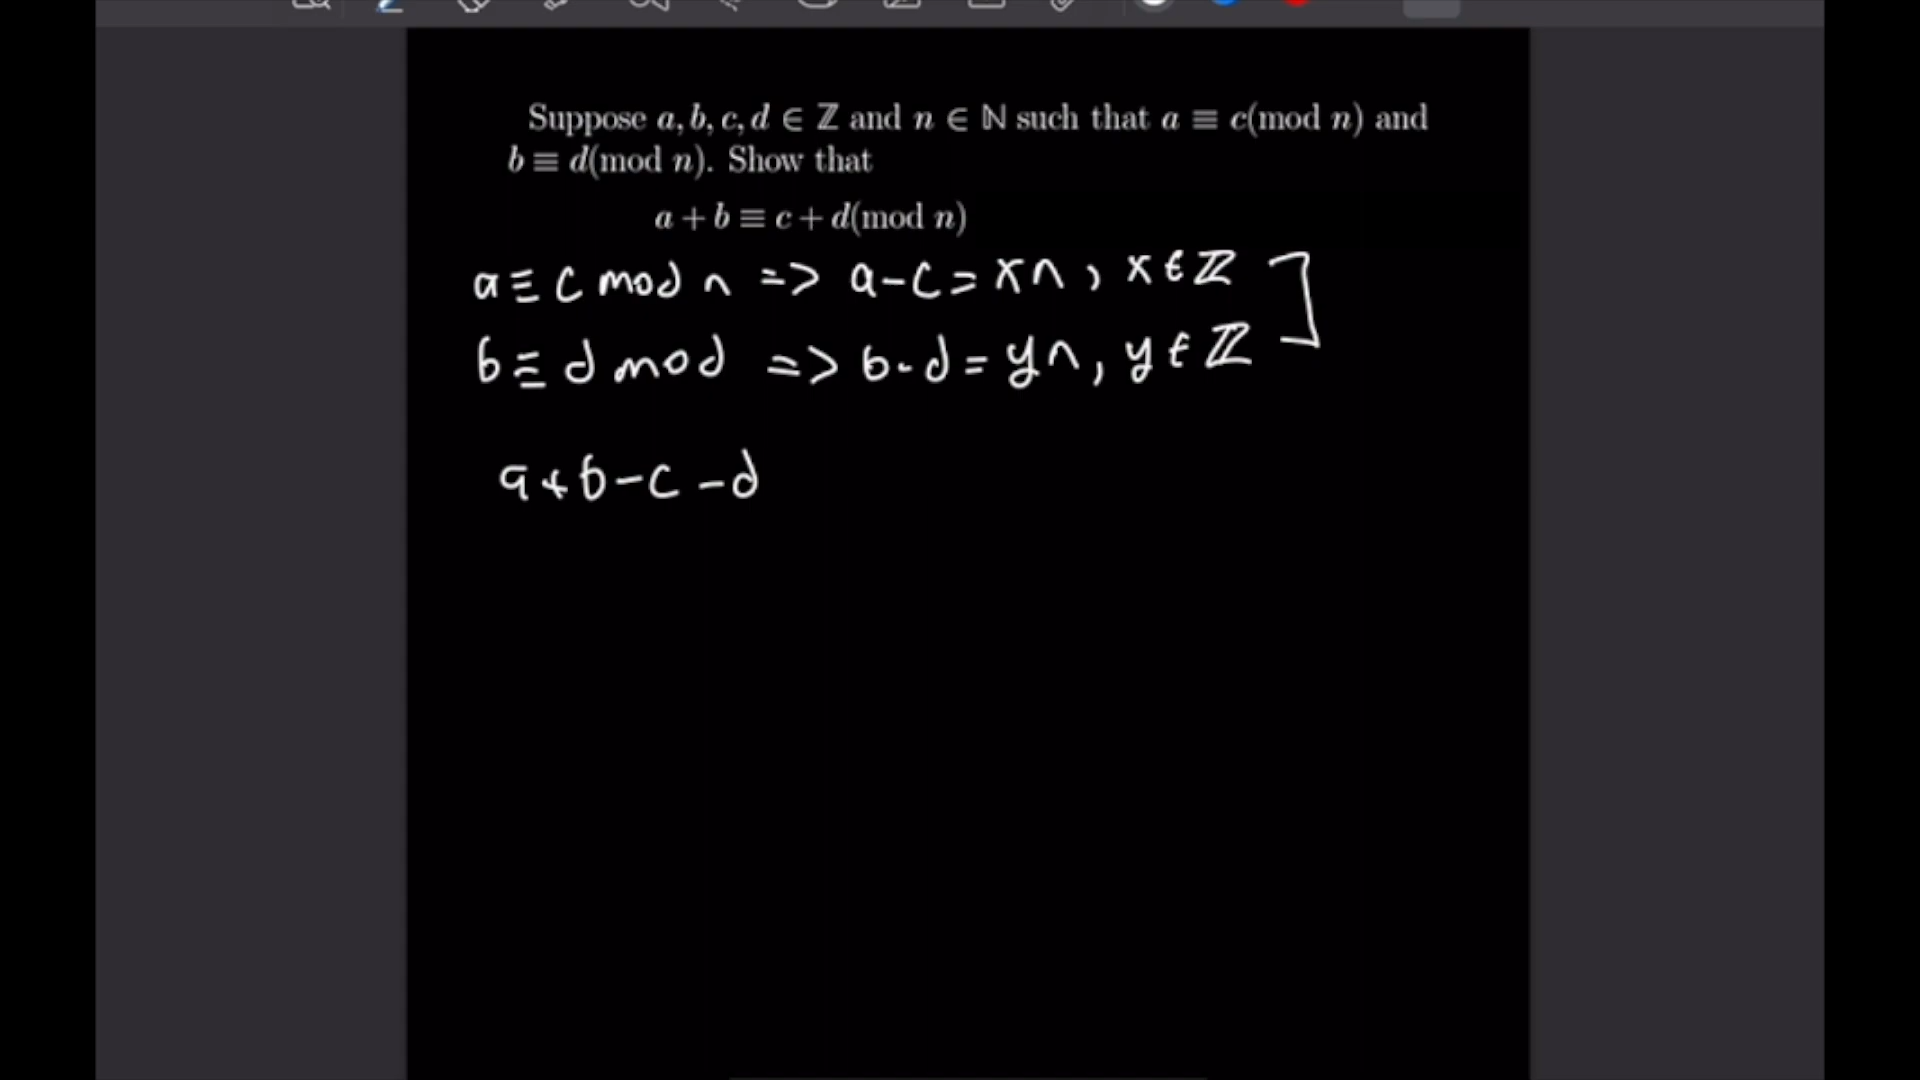 Suppose a, b, c, d ∈ ℤ and n ∈ ℕ such that a ≡ c(mod n) and
b ≡ d(mod n). Show that
a + b ≡ c + d(mod n)
a ≡ c mod n => a - c = xn, x ∈ ℤ
b ≡ d mod => b - d = yn, y ∈ ℤ
a + b - c - d